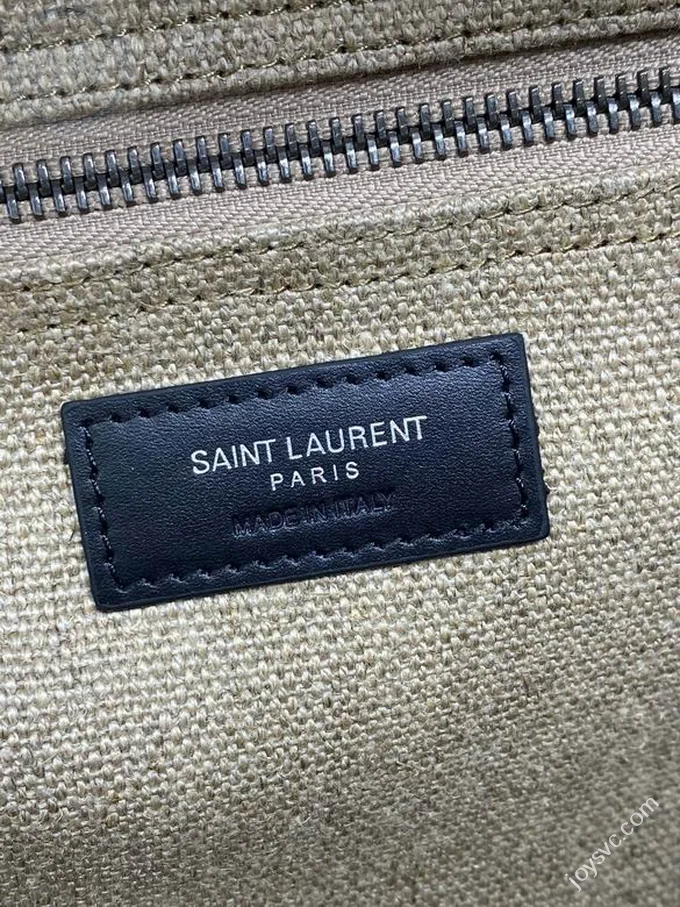 SAINT LAURENT
PARIS
MADE IN ITALY
joysvc.com